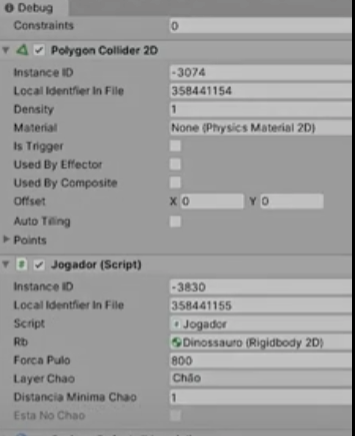 Debug
Constraints 0
Polygon Collider 2D
Instance ID -3074
Local Identfier In File 358441154
Density 1
Material None (Physics Material 2D)
Is Trigger
Used By Effector
Used By Composite
Offset X 0 Y 0
Auto Tiling
Points
Jogador (Script)
Instance ID -3830
Local Identfier In File 358441155
Script Jogador
Rb Dinossauro (Rigidbody 2D)
Forca Pulo 800
Layer Chao Chão
Distancia Minima Chao 1
Esta No Chao